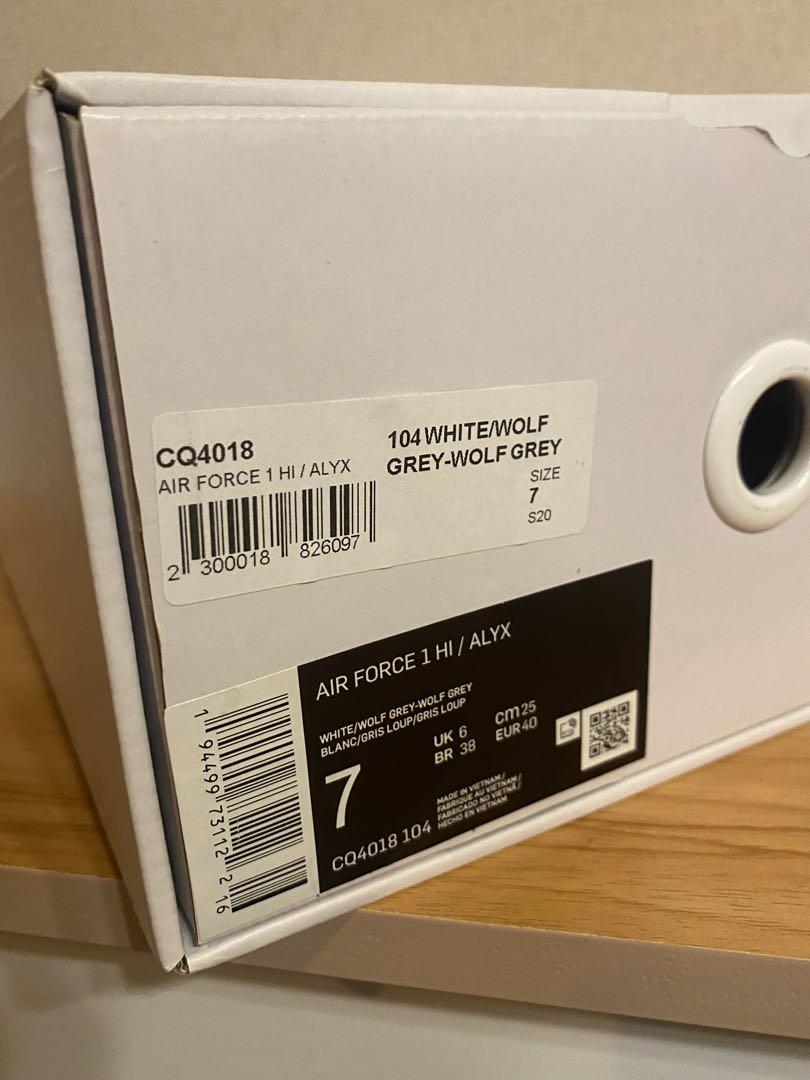 CQ4018
AIR FORCE 1 HI / ALYX
104 WHITE/WOLF
GREY-WOLF GREY
SIZE
7
S20
2 300018 826097
AIR FORCE 1 HI / ALYX
WHITE/WOLF GREY-WOLF GREY
BLANC/GRIS LOUP/GRIS LOUP
7
UK 6
BR 38
cm 25
EUR 40
MADE IN VIETNAM /
FABRIQUE AU VIETNAM /
FABRICADO NO VIETNÃ /
HECHO EN VIETNAM
CQ4018 104
1 94499 73112 2 16